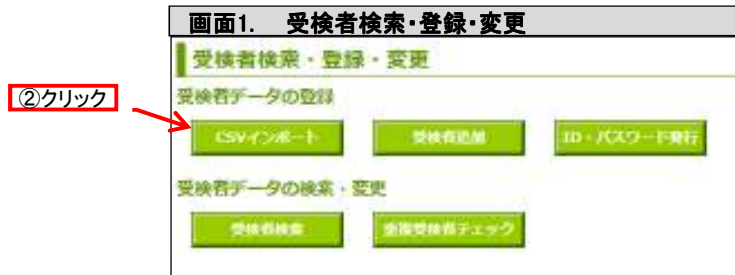 画面1. 受検者検索・登録・変更
受検者検索・登録・変更
②クリック
受検者データの登録
CSVインポート 受検者追加 ID・パスワード発行
受検者データの検索・変更
受検者検索 重複受検者チェック